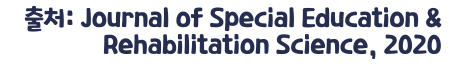 출처: Journal of Special Education &
Rehabilitation Science, 2020